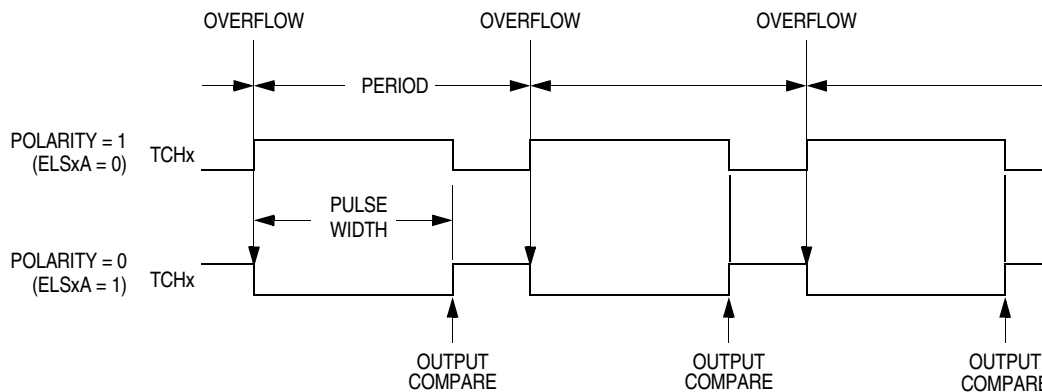 OVERFLOW OVERFLOW OVERFLOW
PERIOD
POLARITY = 1
(ELSxA = 0)
TCHx
PULSE
WIDTH
POLARITY = 0
(ELSxA = 1)
TCHx
OUTPUT
COMPARE
OUTPUT
COMPARE
OUTPUT
COMPARE